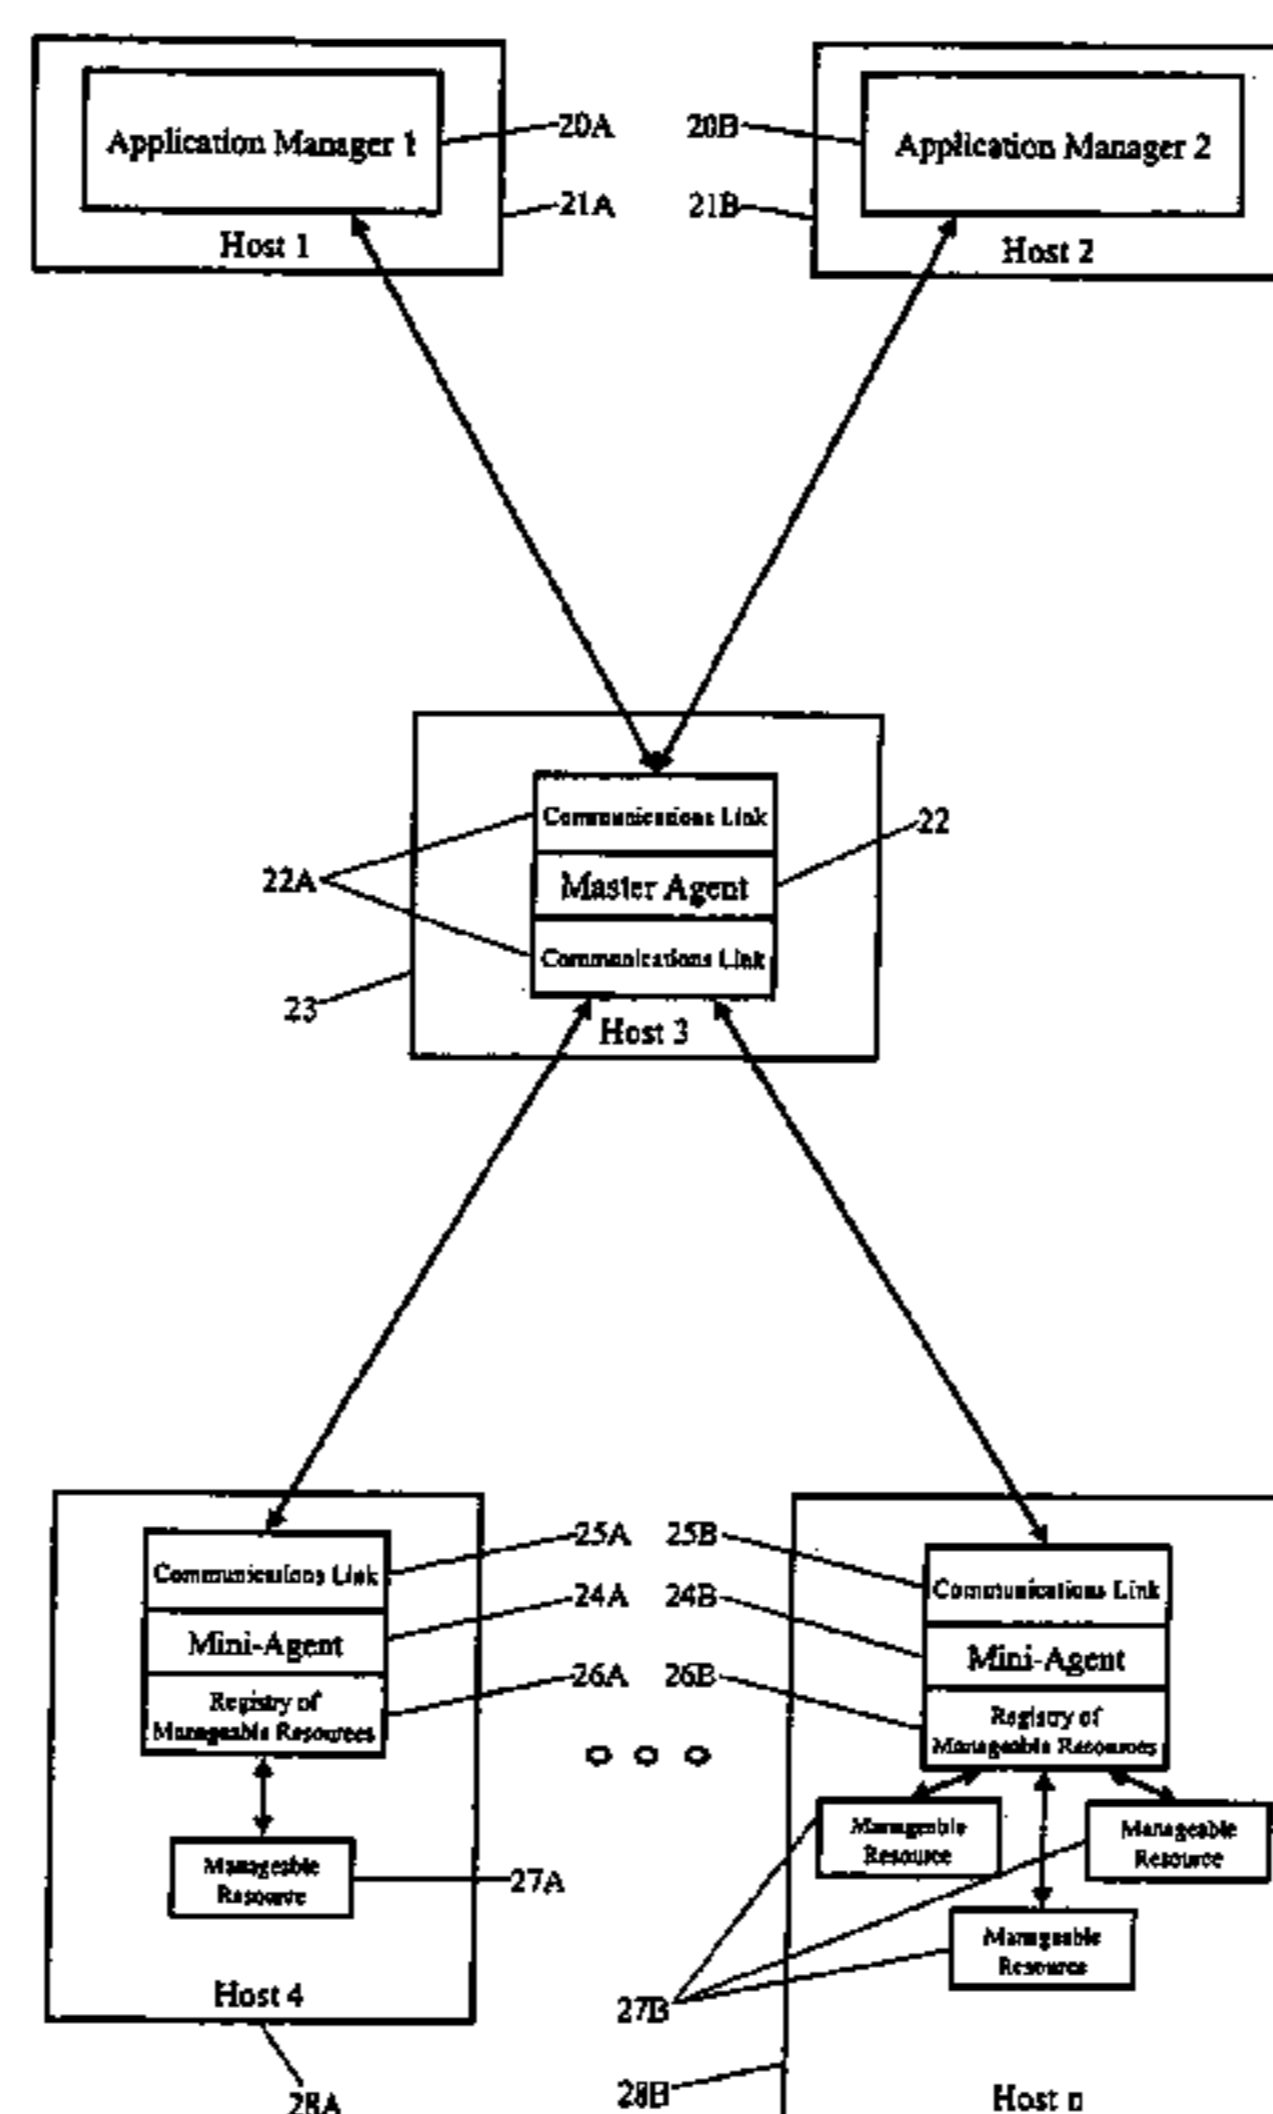 Application Manager 1
20A
20B
Application Manager 2
21A
21B
Host 1
Host 2
Communications Link
22
22A
Master Agent
Communications Link
23
Host 3
25A
25B
Communications Link
Communications Link
24A
24B
Mini-Agent
Mini-Agent
26A
26B
Registry of
Manageable Resources
Registry of
Manageable Resources
Manageable
Resource
Manageable
Resource
Manageable
Resource
27A
Manageable
Resource
Host 4
27B
28A
28B
Host n